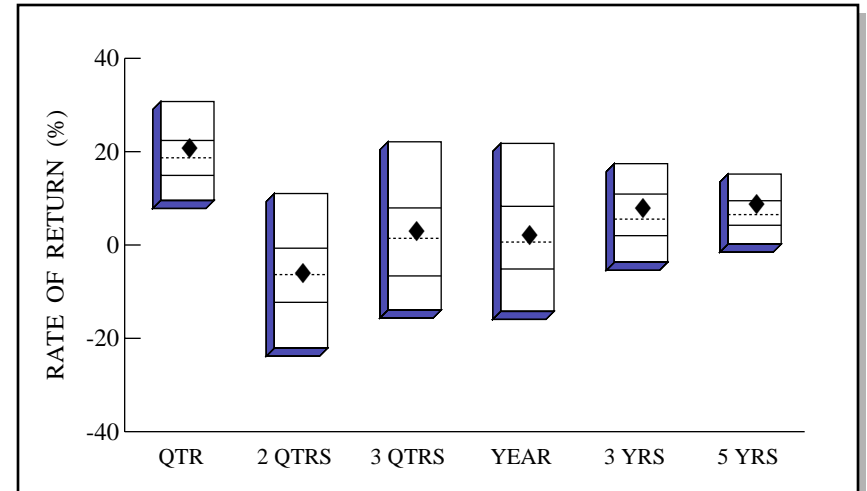 RATE OF RETURN (%)
40
20
0
-20
-40
QTR 2 QTRS 3 QTRS YEAR 3 YRS 5 YRS